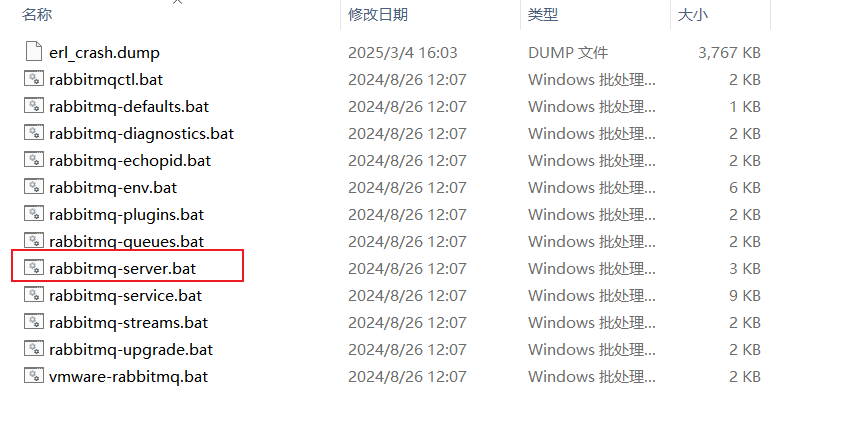 名称 修改日期 类型 大小
erl_crash.dump 2025/3/4 16:03 DUMP 文件 3,767 KB
rabbitmqctl.bat 2024/8/26 12:07 Windows 批处理... 2 KB
rabbitmq-defaults.bat 2024/8/26 12:07 Windows 批处理... 1 KB
rabbitmq-diagnostics.bat 2024/8/26 12:07 Windows 批处理... 2 KB
rabbitmq-echopid.bat 2024/8/26 12:07 Windows 批处理... 2 KB
rabbitmq-env.bat 2024/8/26 12:07 Windows 批处理... 6 KB
rabbitmq-plugins.bat 2024/8/26 12:07 Windows 批处理... 2 KB
rabbitmq-queues.bat 2024/8/26 12:07 Windows 批处理... 2 KB
rabbitmq-server.bat 2024/8/26 12:07 Windows 批处理... 3 KB
rabbitmq-service.bat 2024/8/26 12:07 Windows 批处理... 9 KB
rabbitmq-streams.bat 2024/8/26 12:07 Windows 批处理... 2 KB
rabbitmq-upgrade.bat 2024/8/26 12:07 Windows 批处理... 2 KB
vmware-rabbitmq.bat 2024/8/26 12:07 Windows 批处理... 2 KB